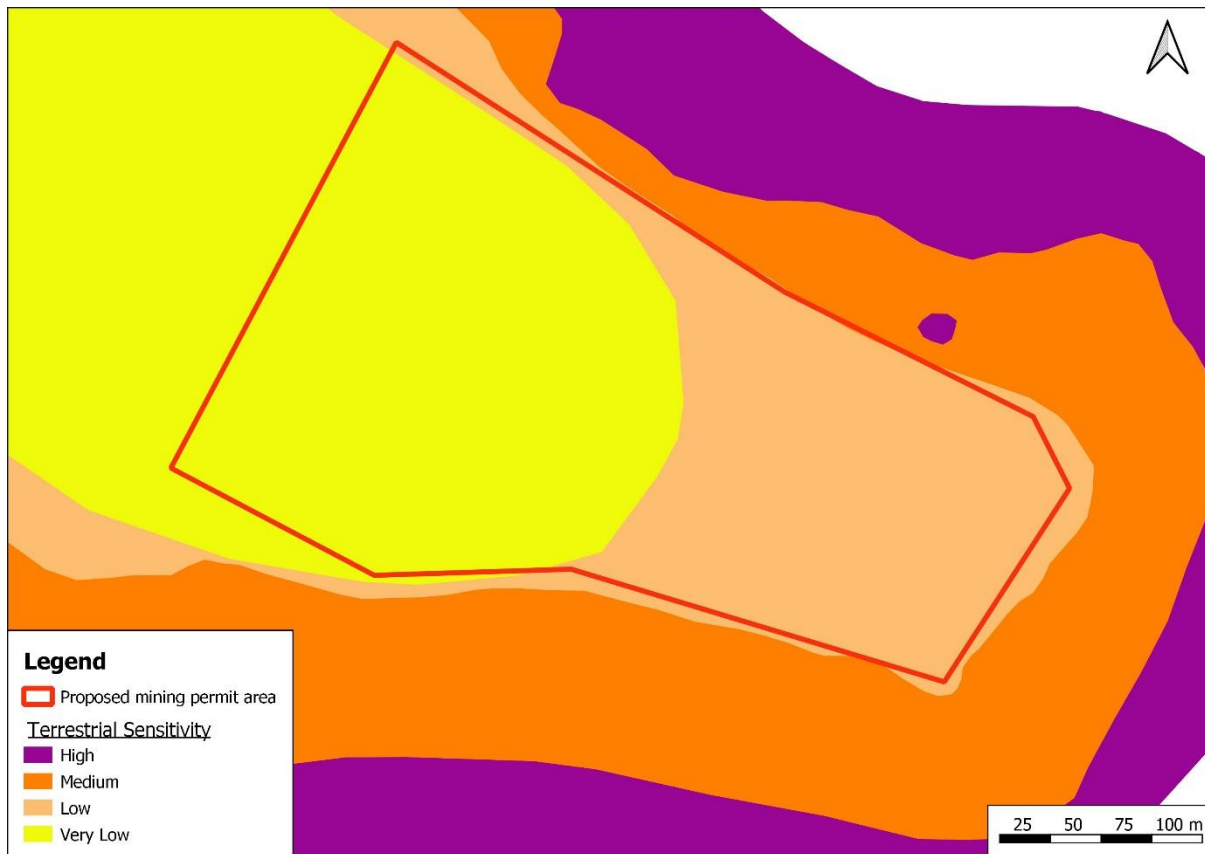 Legend
Proposed mining permit area
Terrestrial Sensitivity
High
Medium
Low
Very Low
25 50 75 100 m